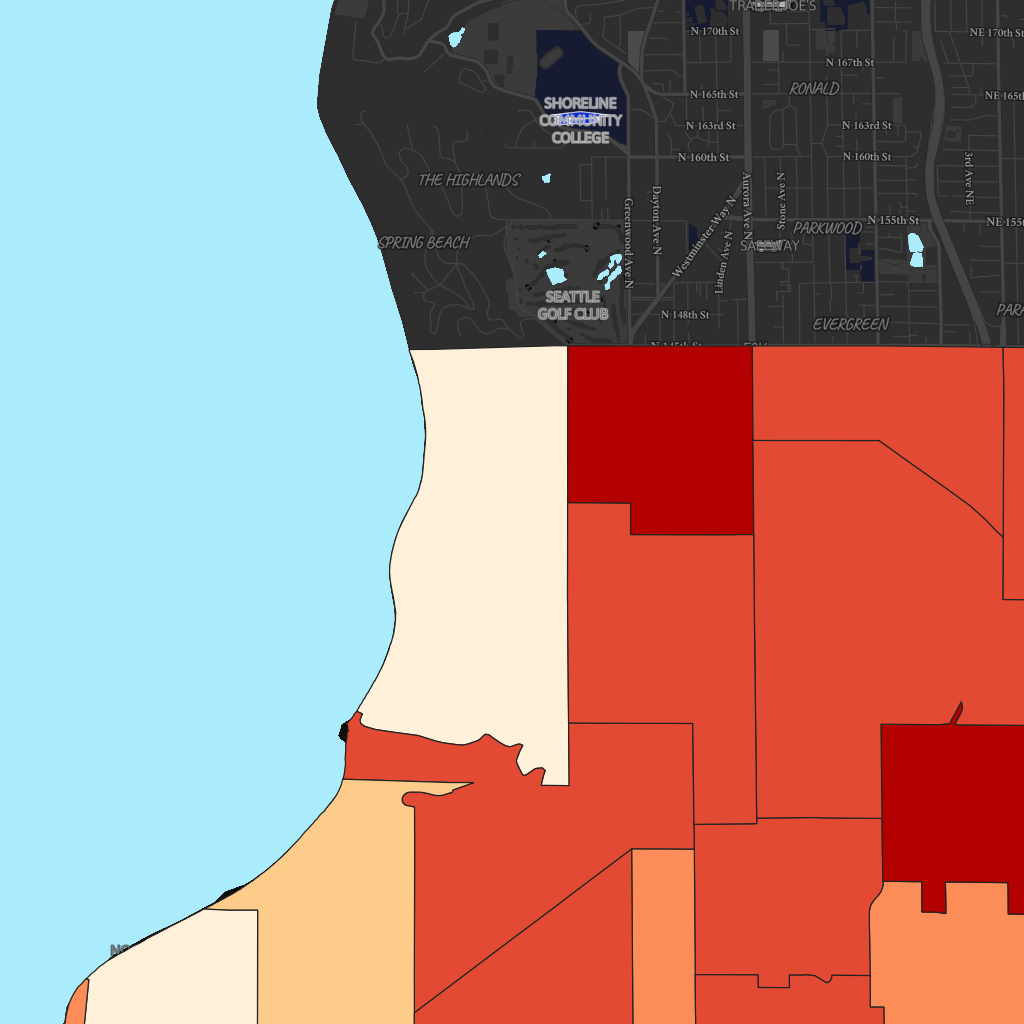 TRADER JOE'S
N 170th St
NE 170th St
N 167th St
RONALD
N 165th St
NE 165th
SHORELINE
COMMUNITY
COLLEGE
N 163rd St
N 163rd St
N 160th St
N 160th St
3rd Ave NE
THE HIGHLANDS
Aurora Ave N
Stone Ave N
Dayton Ave N
Greenwood Ave N
Westminster Way N
Linden Ave N
N 155th St
NE 155t
PARKWOOD
SPRING BEACH
SAFEWAY
SEATTLE
GOLF CLUB
N 148th St
EVERGREEN
PARA
N 145th St